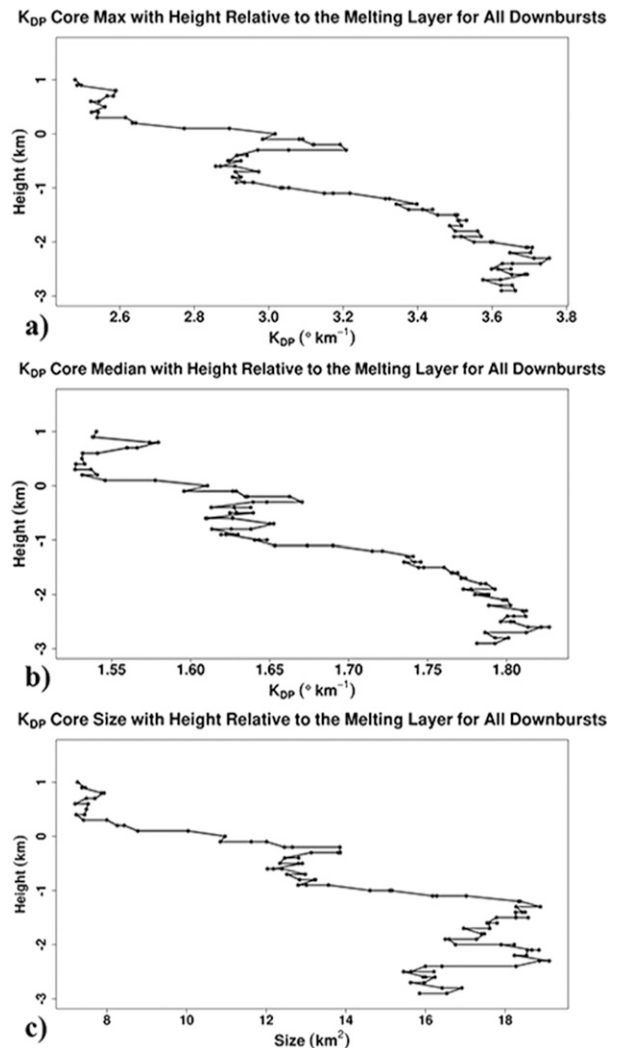 K_DP Core Max with Height Relative to the Melting Layer for All Downbursts
Height (km)
1
0
-1
-2
-3
2.6 2.8 3.0 3.2 3.4 3.6 3.8
a)
K_DP (° km⁻¹)
K_DP Core Median with Height Relative to the Melting Layer for All Downbursts
Height (km)
1
0
-1
-2
-3
1.55 1.60 1.65 1.70 1.75 1.80
b)
K_DP (° km⁻¹)
K_DP Core Size with Height Relative to the Melting Layer for All Downbursts
Height (km)
1
0
-1
-2
-3
8 10 12 14 16 18
c)
Size (km²)